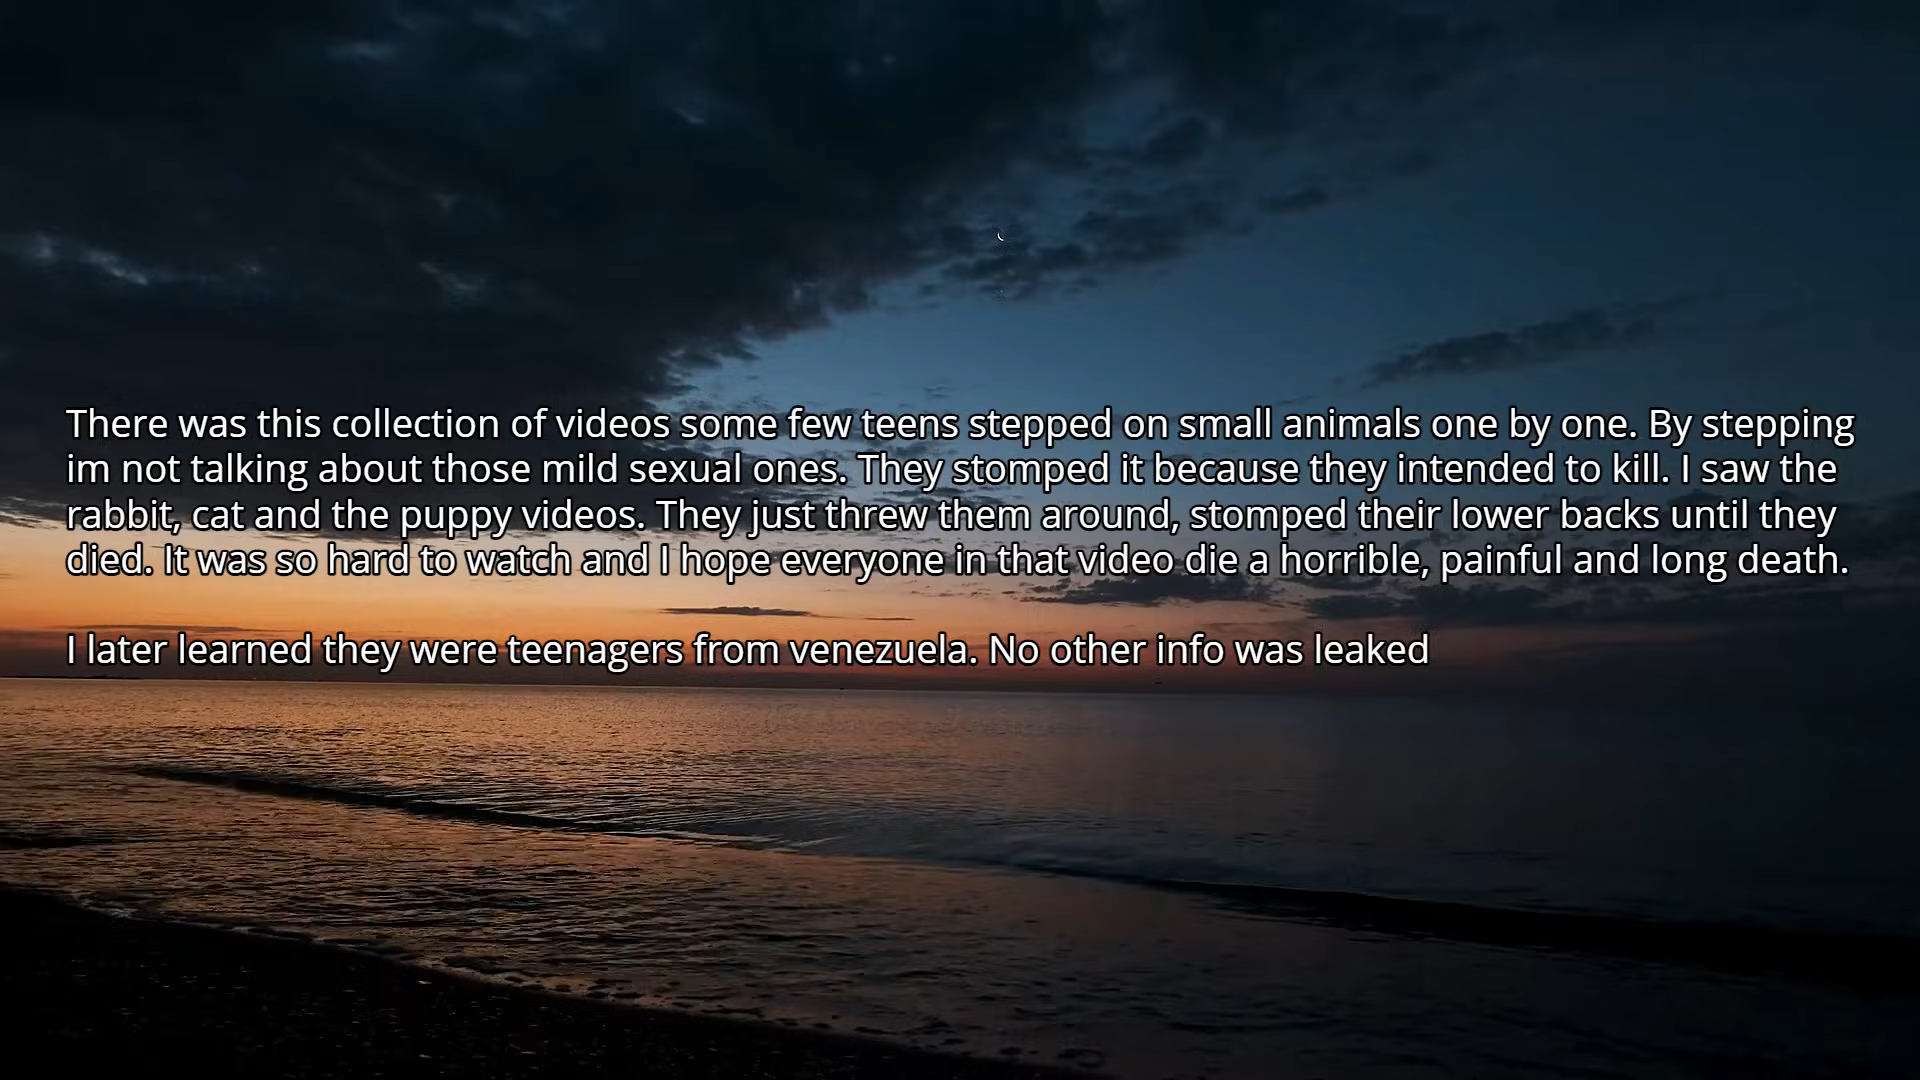 There was this collection of videos some few teens stepped on small animals one by one. By stepping
im not talking about those mild sexual ones. They stomped it because they intended to kill. I saw the
rabbit, cat and the puppy videos. They just threw them around, stomped their lower backs until they
died. It was so hard to watch and I hope everyone in that video die a horrible, painful and long death.
I later learned they were teenagers from venezuela. No other info was leaked